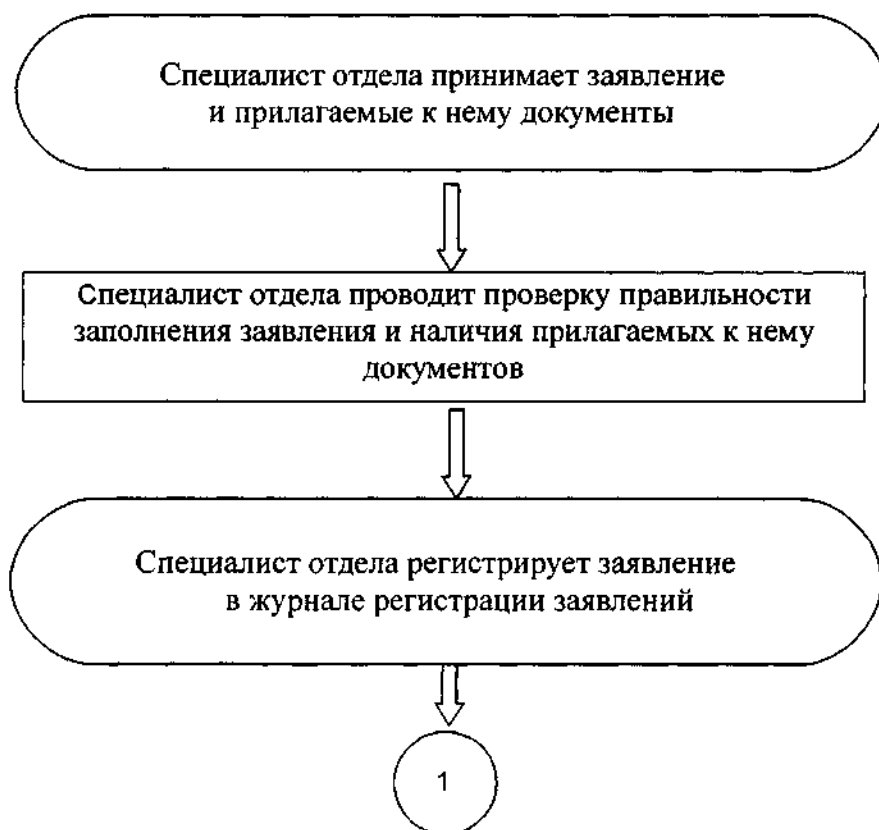 Специалист отдела принимает заявление
и прилагаемые к нему документы
Специалист отдела проводит проверку правильности
заполнения заявления и наличия прилагаемых к нему
документов
Специалист отдела регистрирует заявление
в журнале регистрации заявлений
1